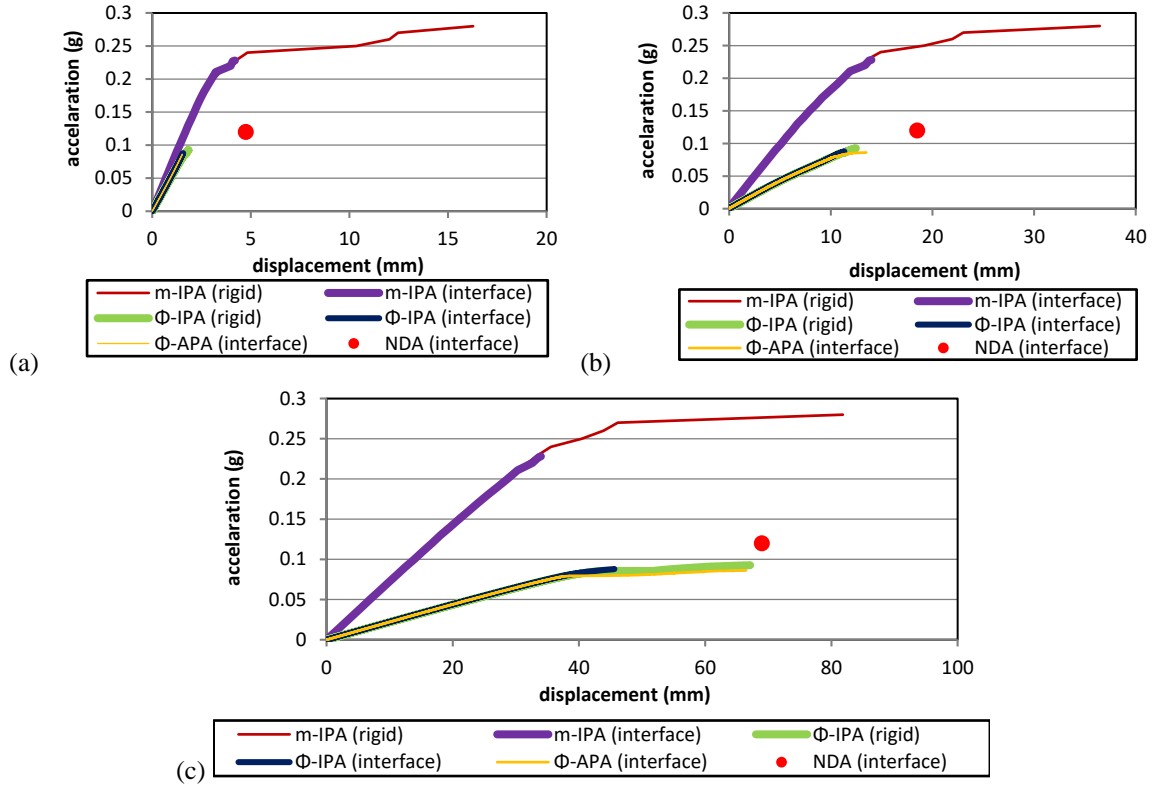 accelaration (g)
0.3
0.25
0.2
0.15
0.1
0.05
0
0 5 10 15 20
displacement (mm)
m-IPA (rigid) m-IPA (interface)
Φ-IPA (rigid) Φ-IPA (interface)
Φ-APA (interface) NDA (interface)
(a)
accelaration (g)
0.3
0.25
0.2
0.15
0.1
0.05
0
0 10 20 30 40
displacement (mm)
m-IPA (rigid) m-IPA (interface)
Φ-IPA (rigid) Φ-IPA (interface)
Φ-APA (interface) NDA (interface)
(b)
accelaration (g)
0.3
0.25
0.2
0.15
0.1
0.05
0
0 20 40 60 80 100
displacement (mm)
m-IPA (rigid) m-IPA (interface) Φ-IPA (rigid)
Φ-IPA (interface) Φ-APA (interface) NDA (interface)
(c)